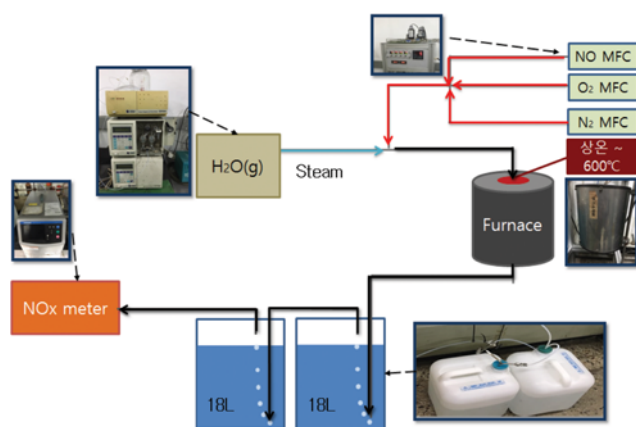 NO MFC
O₂ MFC
N₂ MFC
상온 ~
600℃
H₂O(g)
Steam
Furnace
NOx meter
18L
18L